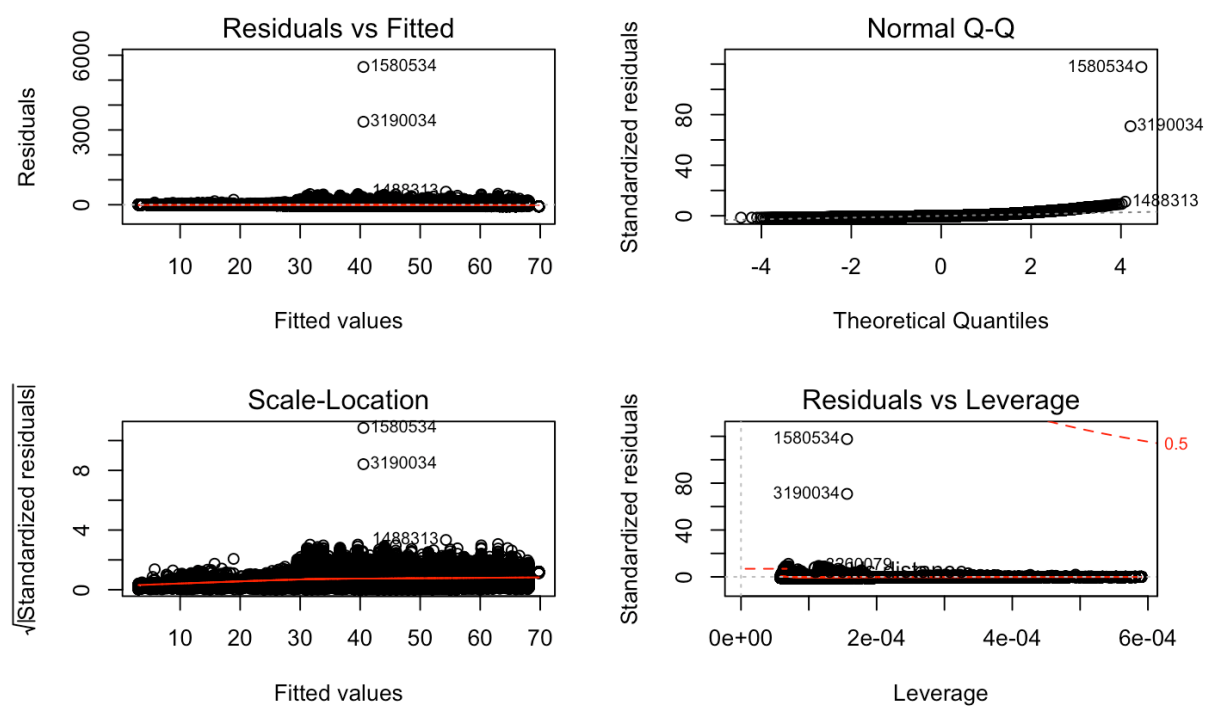 Residuals vs Fitted
Residuals
6000
3000
0
1580534
3190034
1488313
10 20 30 40 50 60 70
Fitted values
Normal Q-Q
Standardized residuals
80
40
0
1580534
3190034
1488313
-4 -2 0 2 4
Theoretical Quantiles
Scale-Location
√|Standardized residuals|
8
4
0
1580534
3190034
1488313
10 20 30 40 50 60 70
Fitted values
Residuals vs Leverage
Standardized residuals
80
40
0
1580534
3190034
0.5
distance
0e+00 2e-04 4e-04 6e-04
Leverage